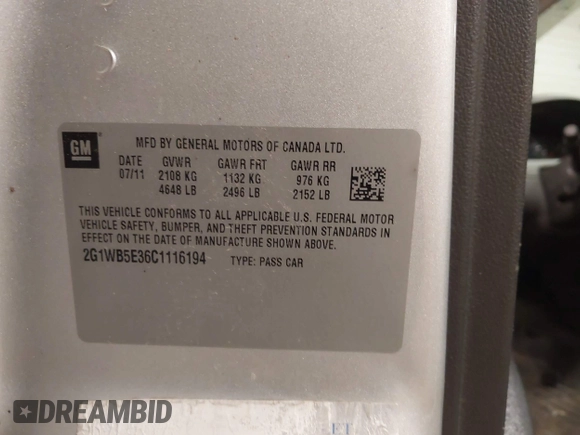 GM
MFD BY GENERAL MOTORS OF CANADA LTD.
DATE GVWR GAWR FRT GAWR RR
07/11 2108 KG 1132 KG 976 KG
4648 LB 2496 LB 2152 LB
THIS VEHICLE CONFORMS TO ALL APPLICABLE U.S. FEDERAL MOTOR
VEHICLE SAFETY, BUMPER, AND THEFT PREVENTION STANDARDS IN
EFFECT ON THE DATE OF MANUFACTURE SHOWN ABOVE.
2G1WB5E36C1116194 TYPE: PASS CAR
DREAMBID